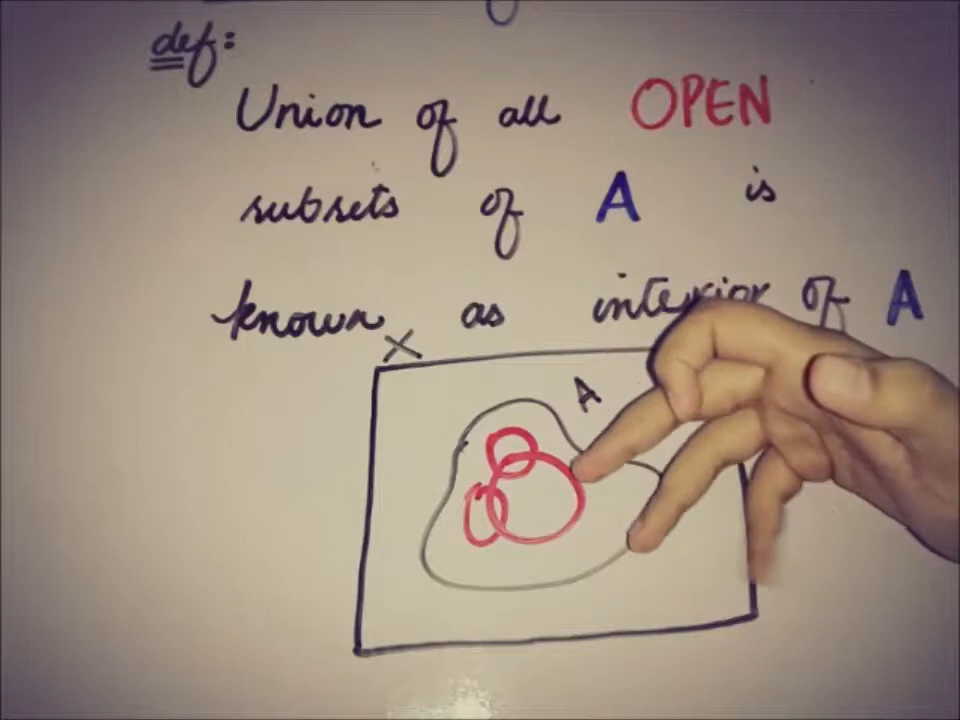 def:
Union of all OPEN
subsets of A is
known as interior of A
X
A